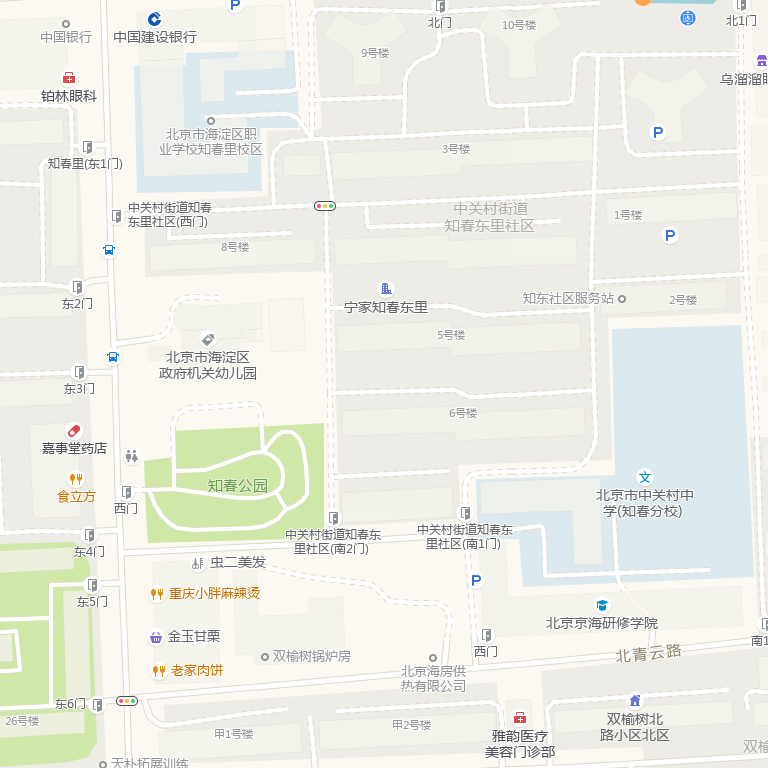 P
北门
10号楼
北1门
中国银行
中国建设银行
9号楼
铂林眼科
乌溜溜
P
北京市海淀区职
业学校知春里校区
3号楼
知春里(东1门)
中关村街道知春
东里社区(西门)
中关村街道
知春东里社区
1号楼
P
8号楼
东2门
宁家知春东里
知东社区服务站
2号楼
5号楼
北京市海淀区
政府机关幼儿园
东3门
6号楼
嘉事堂药店
食立方
知春公园
西门
文
北京市中关村中
学(知春分校)
中关村街道知春东
里社区(南2门)
中关村街道知春东
里社区(南1门)
东4门
虫二美发
P
东5门
重庆小胖麻辣烫
北京京海研修学院
金玉甘栗
西门
南1
双榆树锅炉房
北青云路
老家肉饼
北京海房供
热有限公司
东6门
26号楼
甲1号楼
甲2号楼
双榆树北
路小区北区
雅韵医疗
美容门诊部
双榆
天朴拓展训练